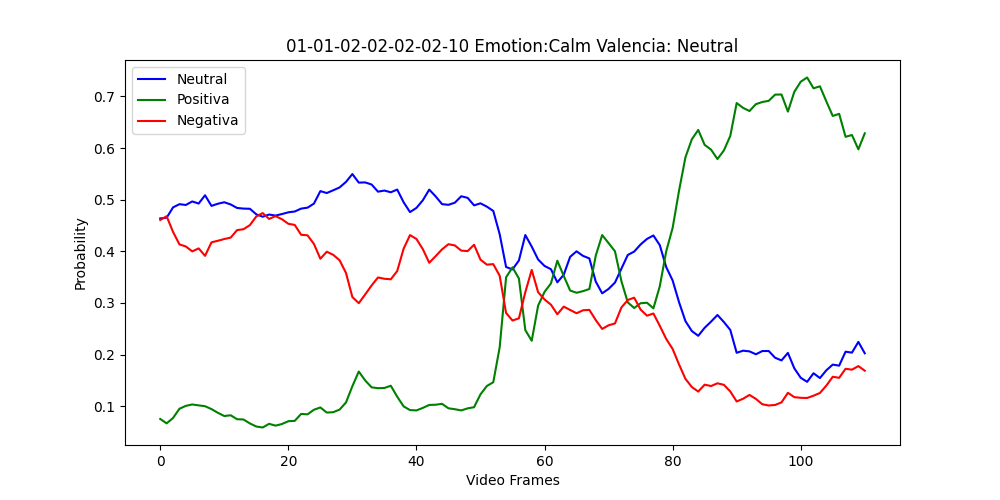 01-01-02-02-02-02-10 Emotion:Calm Valencia: Neutral
Neutral
Positiva
Negativa
Probability
0.7
0.6
0.5
0.4
0.3
0.2
0.1
0 20 40 60 80 100
Video Frames